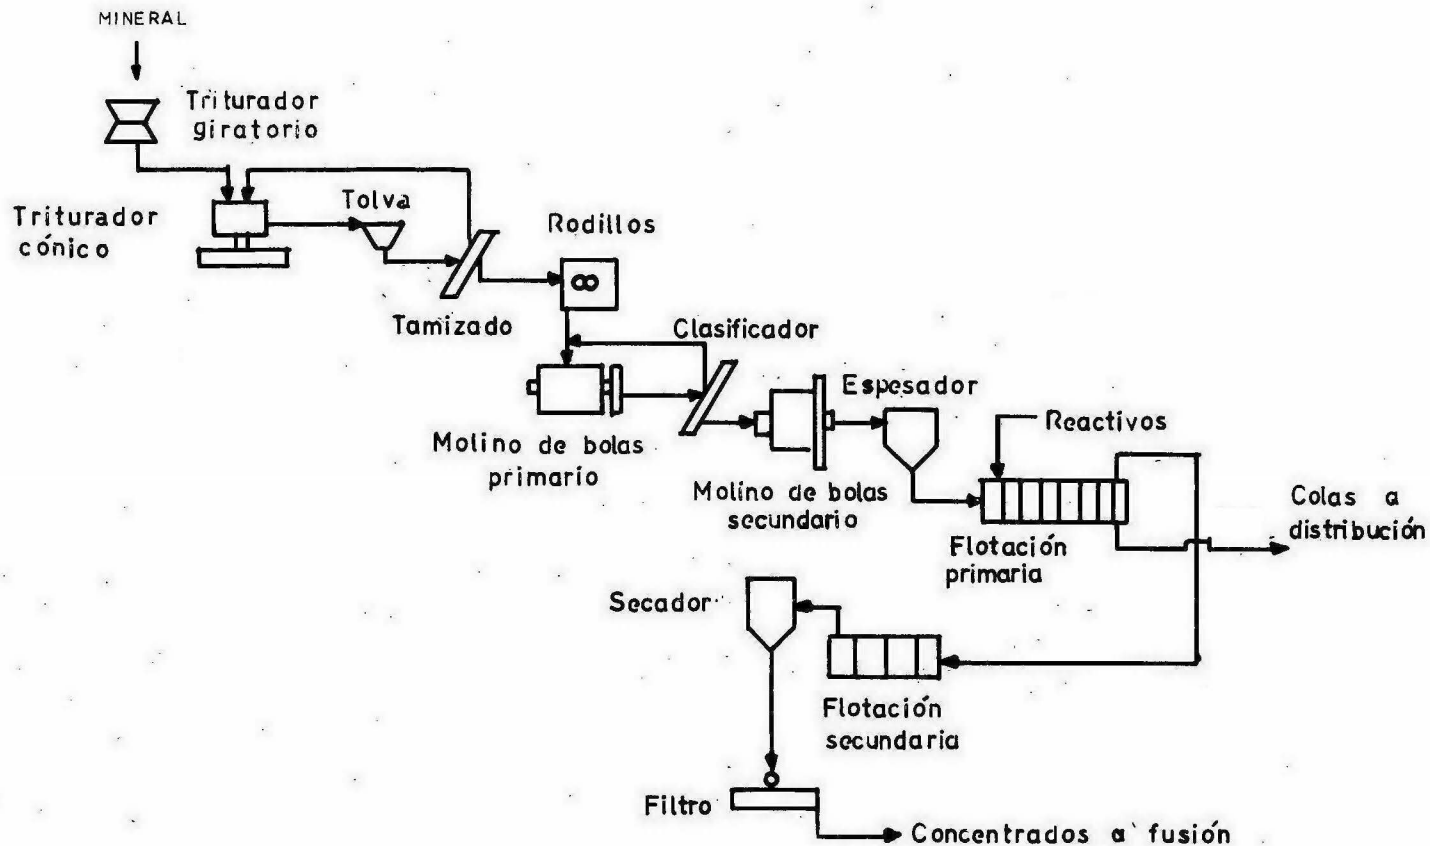 MINERAL
Triturador
giratorio
Triturador
cónico
Tolva
Tamizado
Rodillos
Clasificador
Molino de bolas
primario
Molino de bolas
secundario
Espesador
Reactivos
Flotación
primaria
Colas a
distribución
Secador
Flotación
secundaria
Filtro
Concentrados a fusión